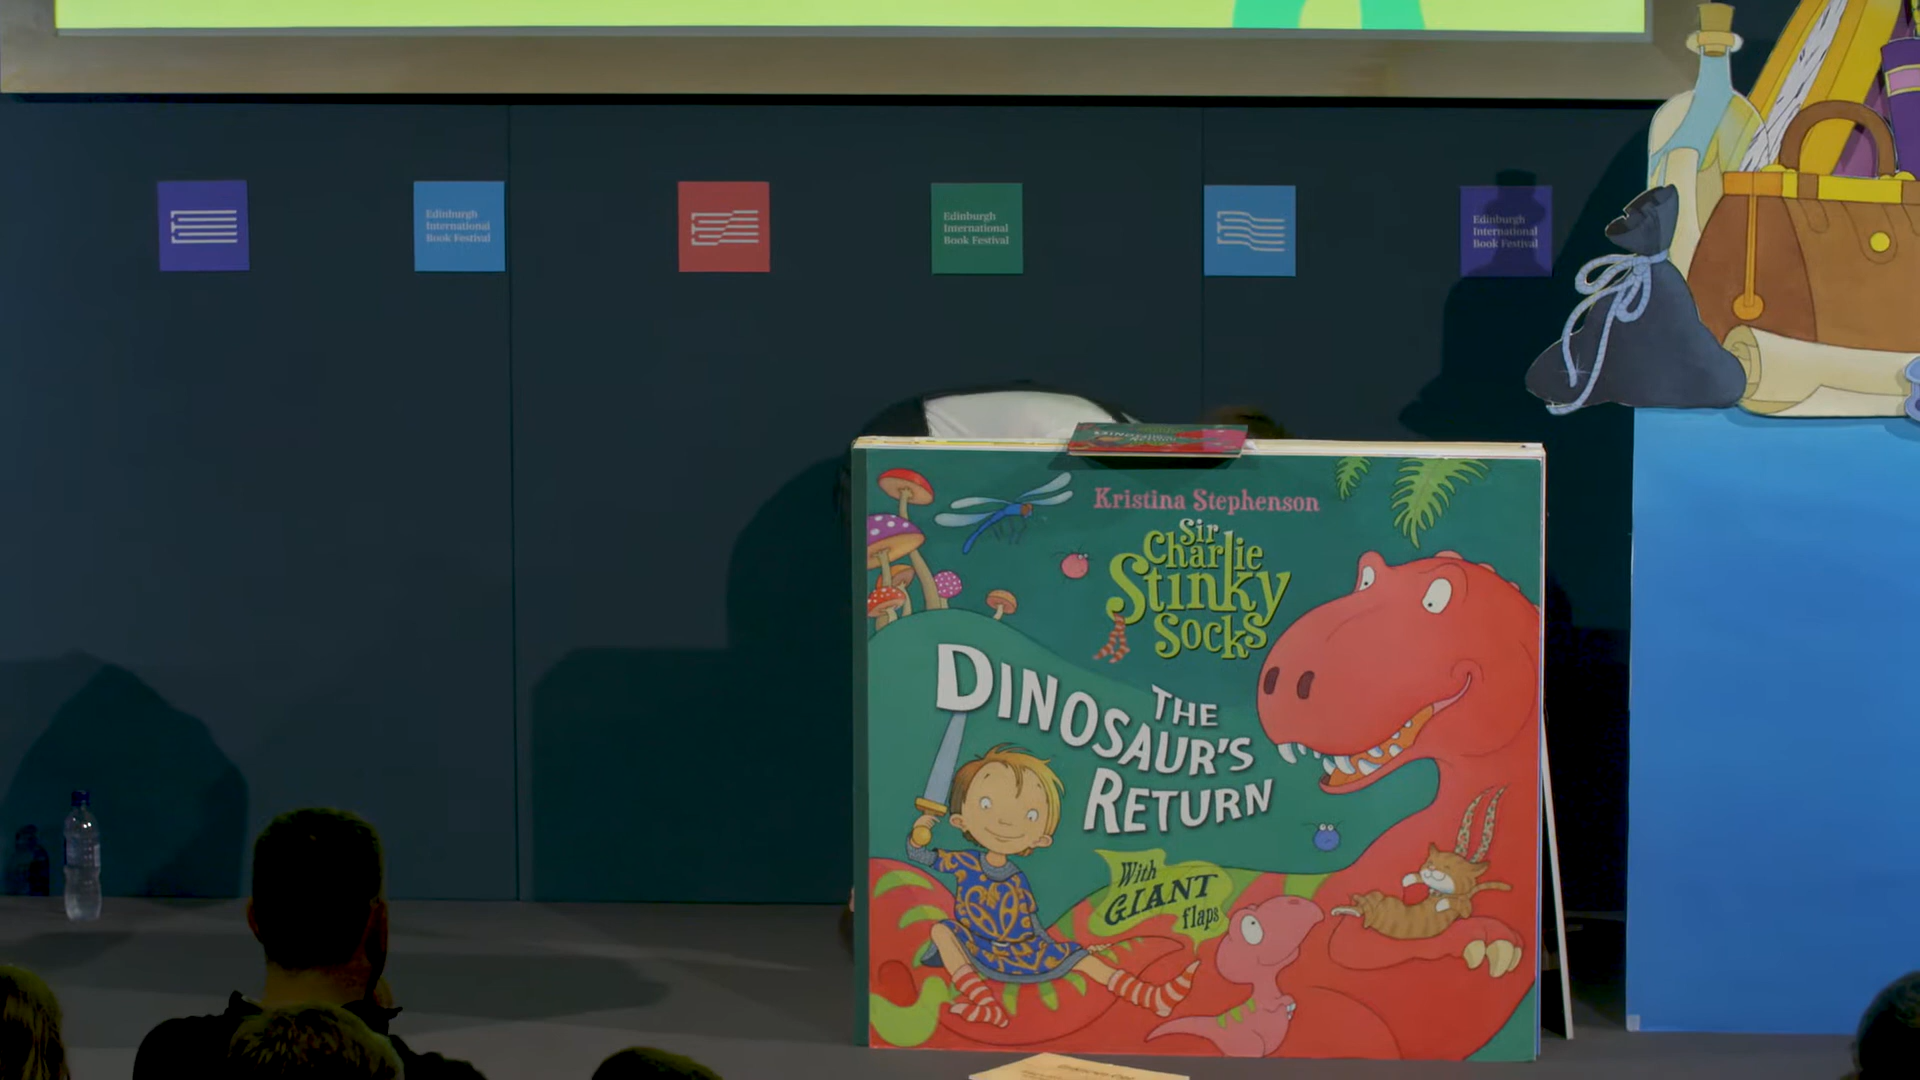 Edinburgh
International
Book Festival
Edinburgh
International
Book Festival
Edinburgh
International
Book Festival
Kristina Stephenson
Sir
Charlie
Stinky
Socks
THE
DINOSAUR'S
RETURN
With
GIANT
flaps